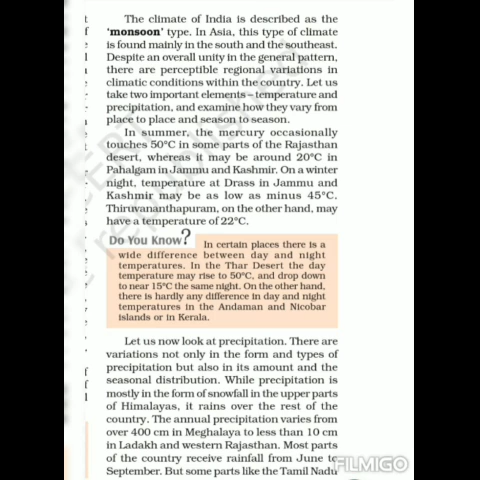 The climate of India is described as the
'monsoon' type. In Asia, this type of climate
is found mainly in the south and the southeast.
Despite an overall unity in the general pattern,
there are perceptible regional variations in
climatic conditions within the country. Let us
take two important elements – temperature and
precipitation, and examine how they vary from
place to place and season to season.
In summer, the mercury occasionally
touches 50°C in some parts of the Rajasthan
desert, whereas it may be around 20°C in
Pahalgam in Jammu and Kashmir. On a winter
night, temperature at Drass in Jammu and
Kashmir may be as low as minus 45°C.
Thiruvananthapuram, on the other hand, may
have a temperature of 22°C.
Do You Know?
In certain places there is a
wide difference between day and night
temperatures. In the Thar Desert the day
temperature may rise to 50°C, and drop down
to near 15°C the same night. On the other hand,
there is hardly any difference in day and night
temperatures in the Andaman and Nicobar
islands or in Kerala.
Let us now look at precipitation. There are
variations not only in the form and types of
precipitation but also in its amount and the
seasonal distribution. While precipitation is
mostly in the form of snowfall in the upper parts
of Himalayas, it rains over the rest of the
country. The annual precipitation varies from
over 400 cm in Meghalaya to less than 10 cm
in Ladakh and western Rajasthan. Most parts
of the country receive rainfall from June to
September. But some parts like the Tamil Nadu
FILMIGO